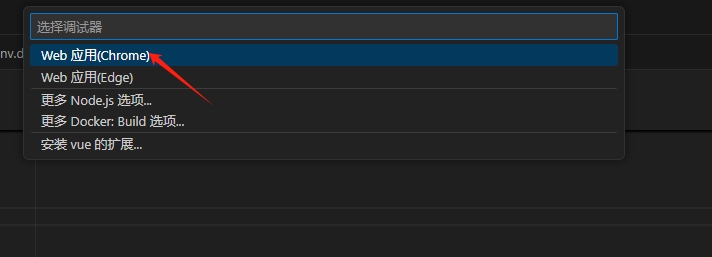 选择调试器
nv.d
Web 应用(Chrome)
Web 应用(Edge)
更多 Node.js 选项...
更多 Docker: Build 选项...
安装 vue 的扩展...